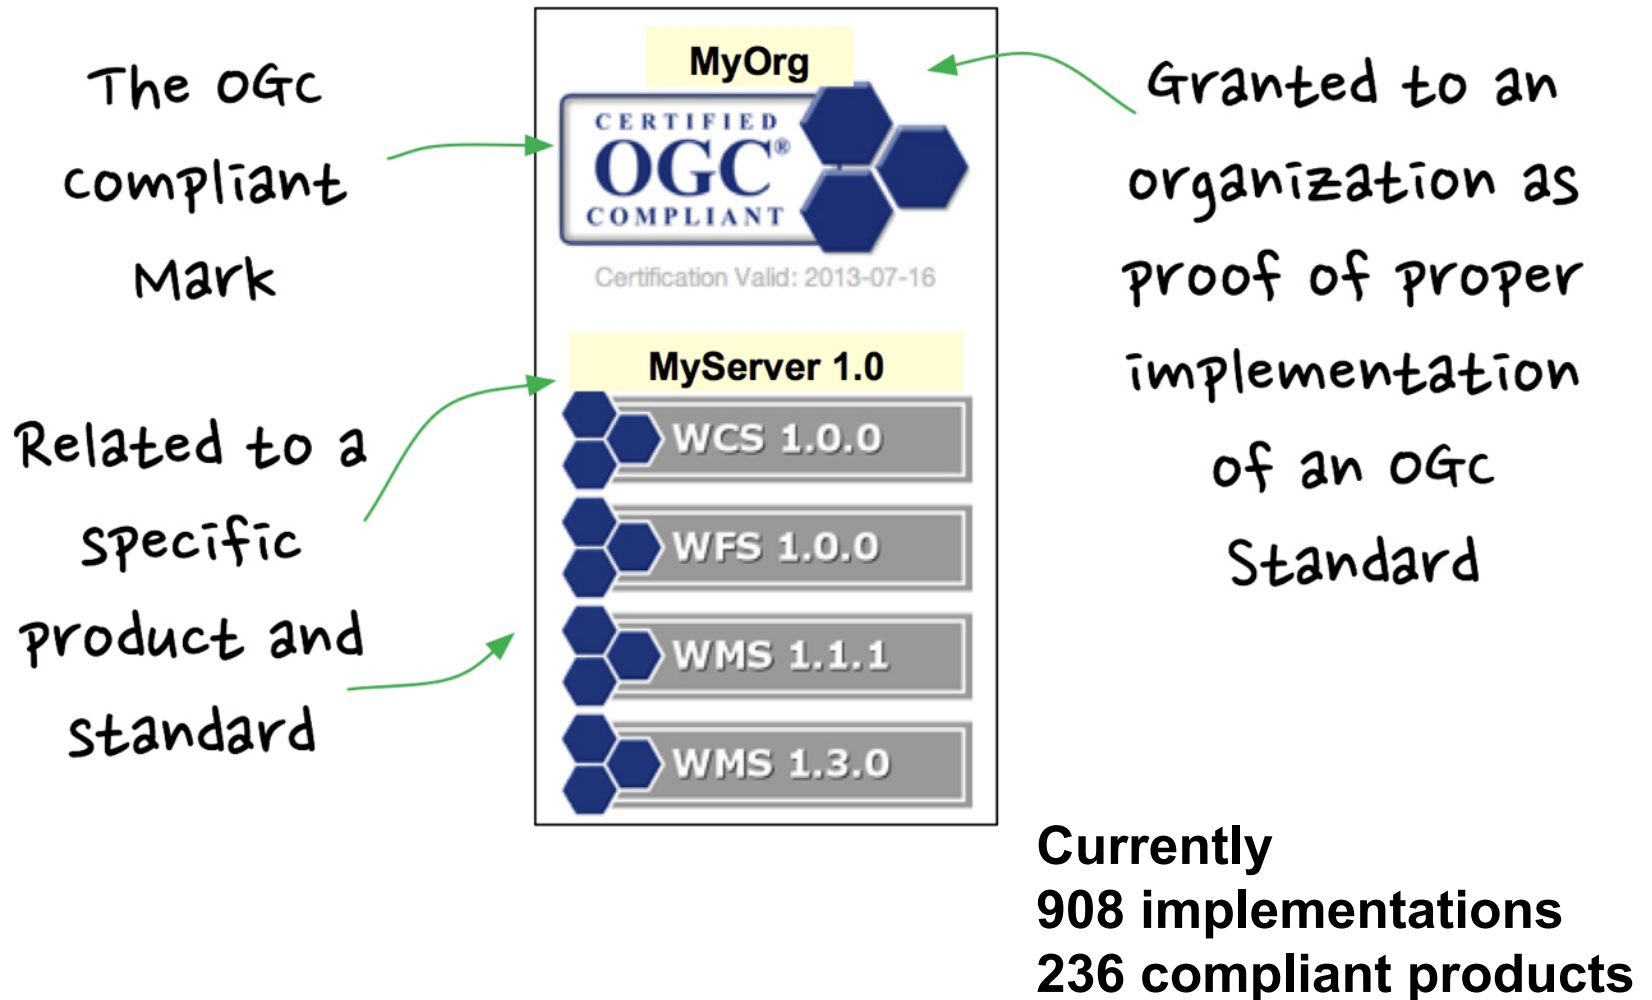 The OGC
compliant
Mark
Related to a
specific
product and
standard
MyOrg
CERTIFIED
OGC®
COMPLIANT
Certification Valid: 2013-07-16
MyServer 1.0
WCS 1.0.0
WFS 1.0.0
WMS 1.1.1
WMS 1.3.0
Granted to an
organization as
proof of proper
implementation
of an OGC
Standard
Currently
908 implementations
236 compliant products